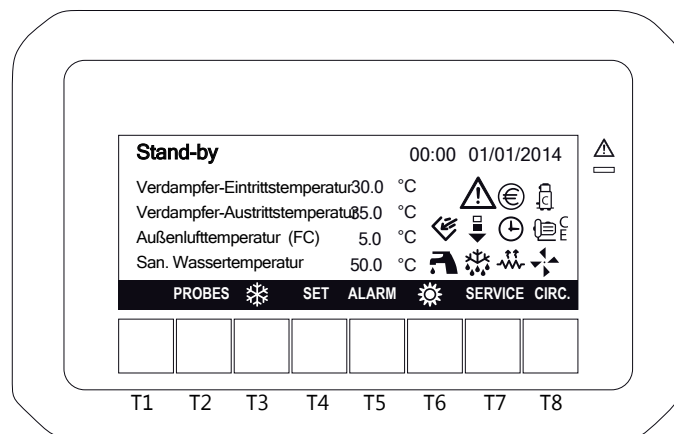 Stand-by 00:00 01/01/2014
Verdampfer-Eintrittstemperatur 30.0 °C
Verdampfer-Austrittstemperatur 35.0 °C
Außenlufttemperatur (FC) 5.0 °C
San. Wassertemperatur 50.0 °C
C
€
C
E
PROBES SET ALARM SERVICE CIRC.
T1 T2 T3 T4 T5 T6 T7 T8